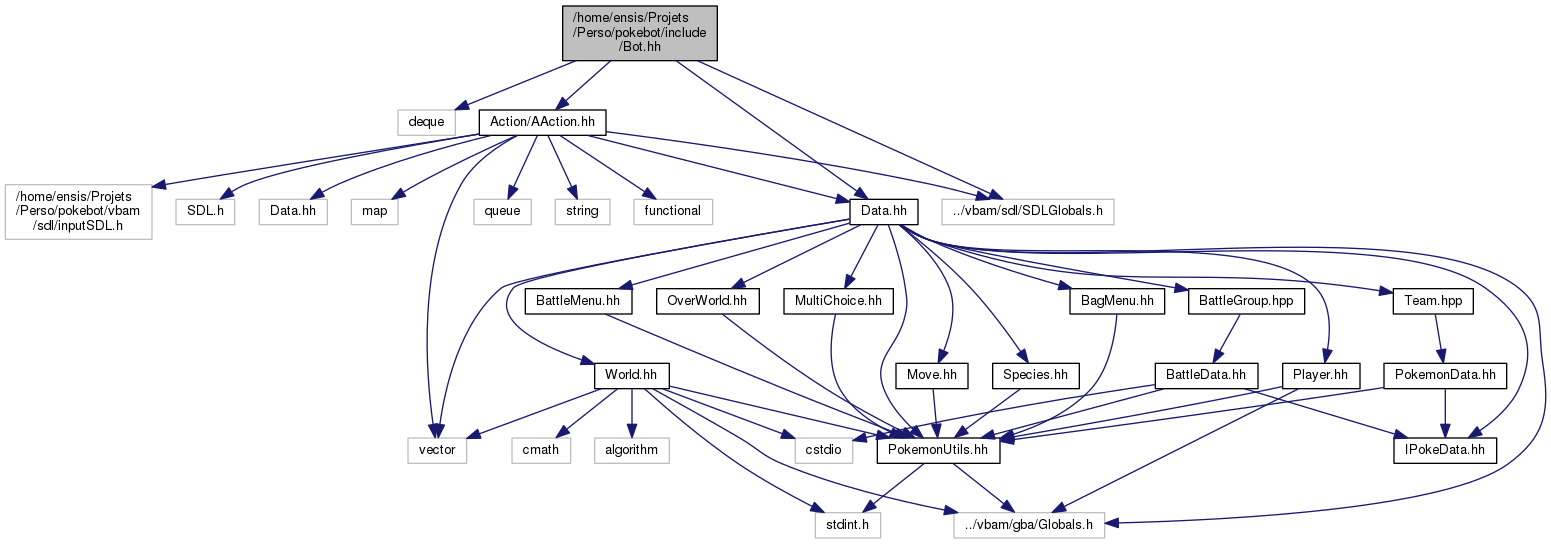 /home/ensis/Projets
/Perso/pokebot/include
/Bot.hh
deque
Action/AAction.hh
/home/ensis/Projets
/Perso/pokebot/vbam
/sdl/inputSDL.h
SDL.h
Data.hh
map
queue
string
functional
Data.hh
../vbam/sdl/SDLGlobals.h
BattleMenu.hh
OverWorld.hh
MultiChoice.hh
BagMenu.hh
BattleGroup.hpp
Team.hpp
World.hh
Move.hh
Species.hh
BattleData.hh
Player.hh
PokemonData.hh
vector
cmath
algorithm
cstdio
PokemonUtils.hh
IPokeData.hh
stdint.h
../vbam/gba/Globals.h